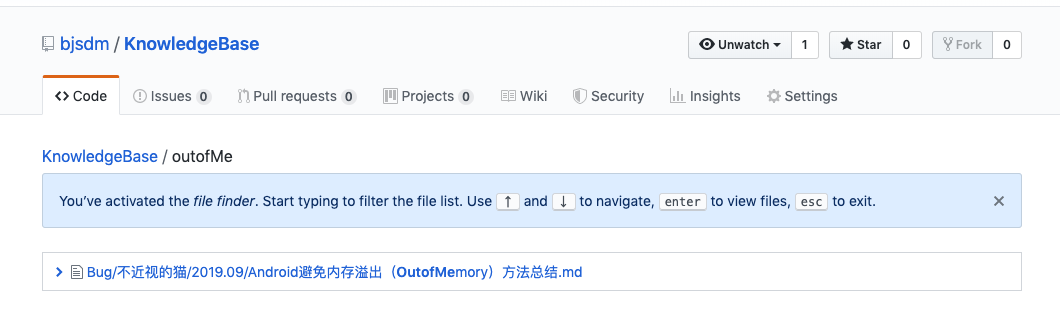 bjsdm / KnowledgeBase
Unwatch 1 Star 0 Fork 0
Code Issues 0 Pull requests 0 Projects 0 Wiki Security Insights Settings
KnowledgeBase / outofMe
You've activated the file finder. Start typing to filter the file list. Use ↑ and ↓ to navigate, enter to view files, esc to exit.
Bug/不近视的猫/2019.09/Android避免内存溢出（OutofMemory）方法总结.md